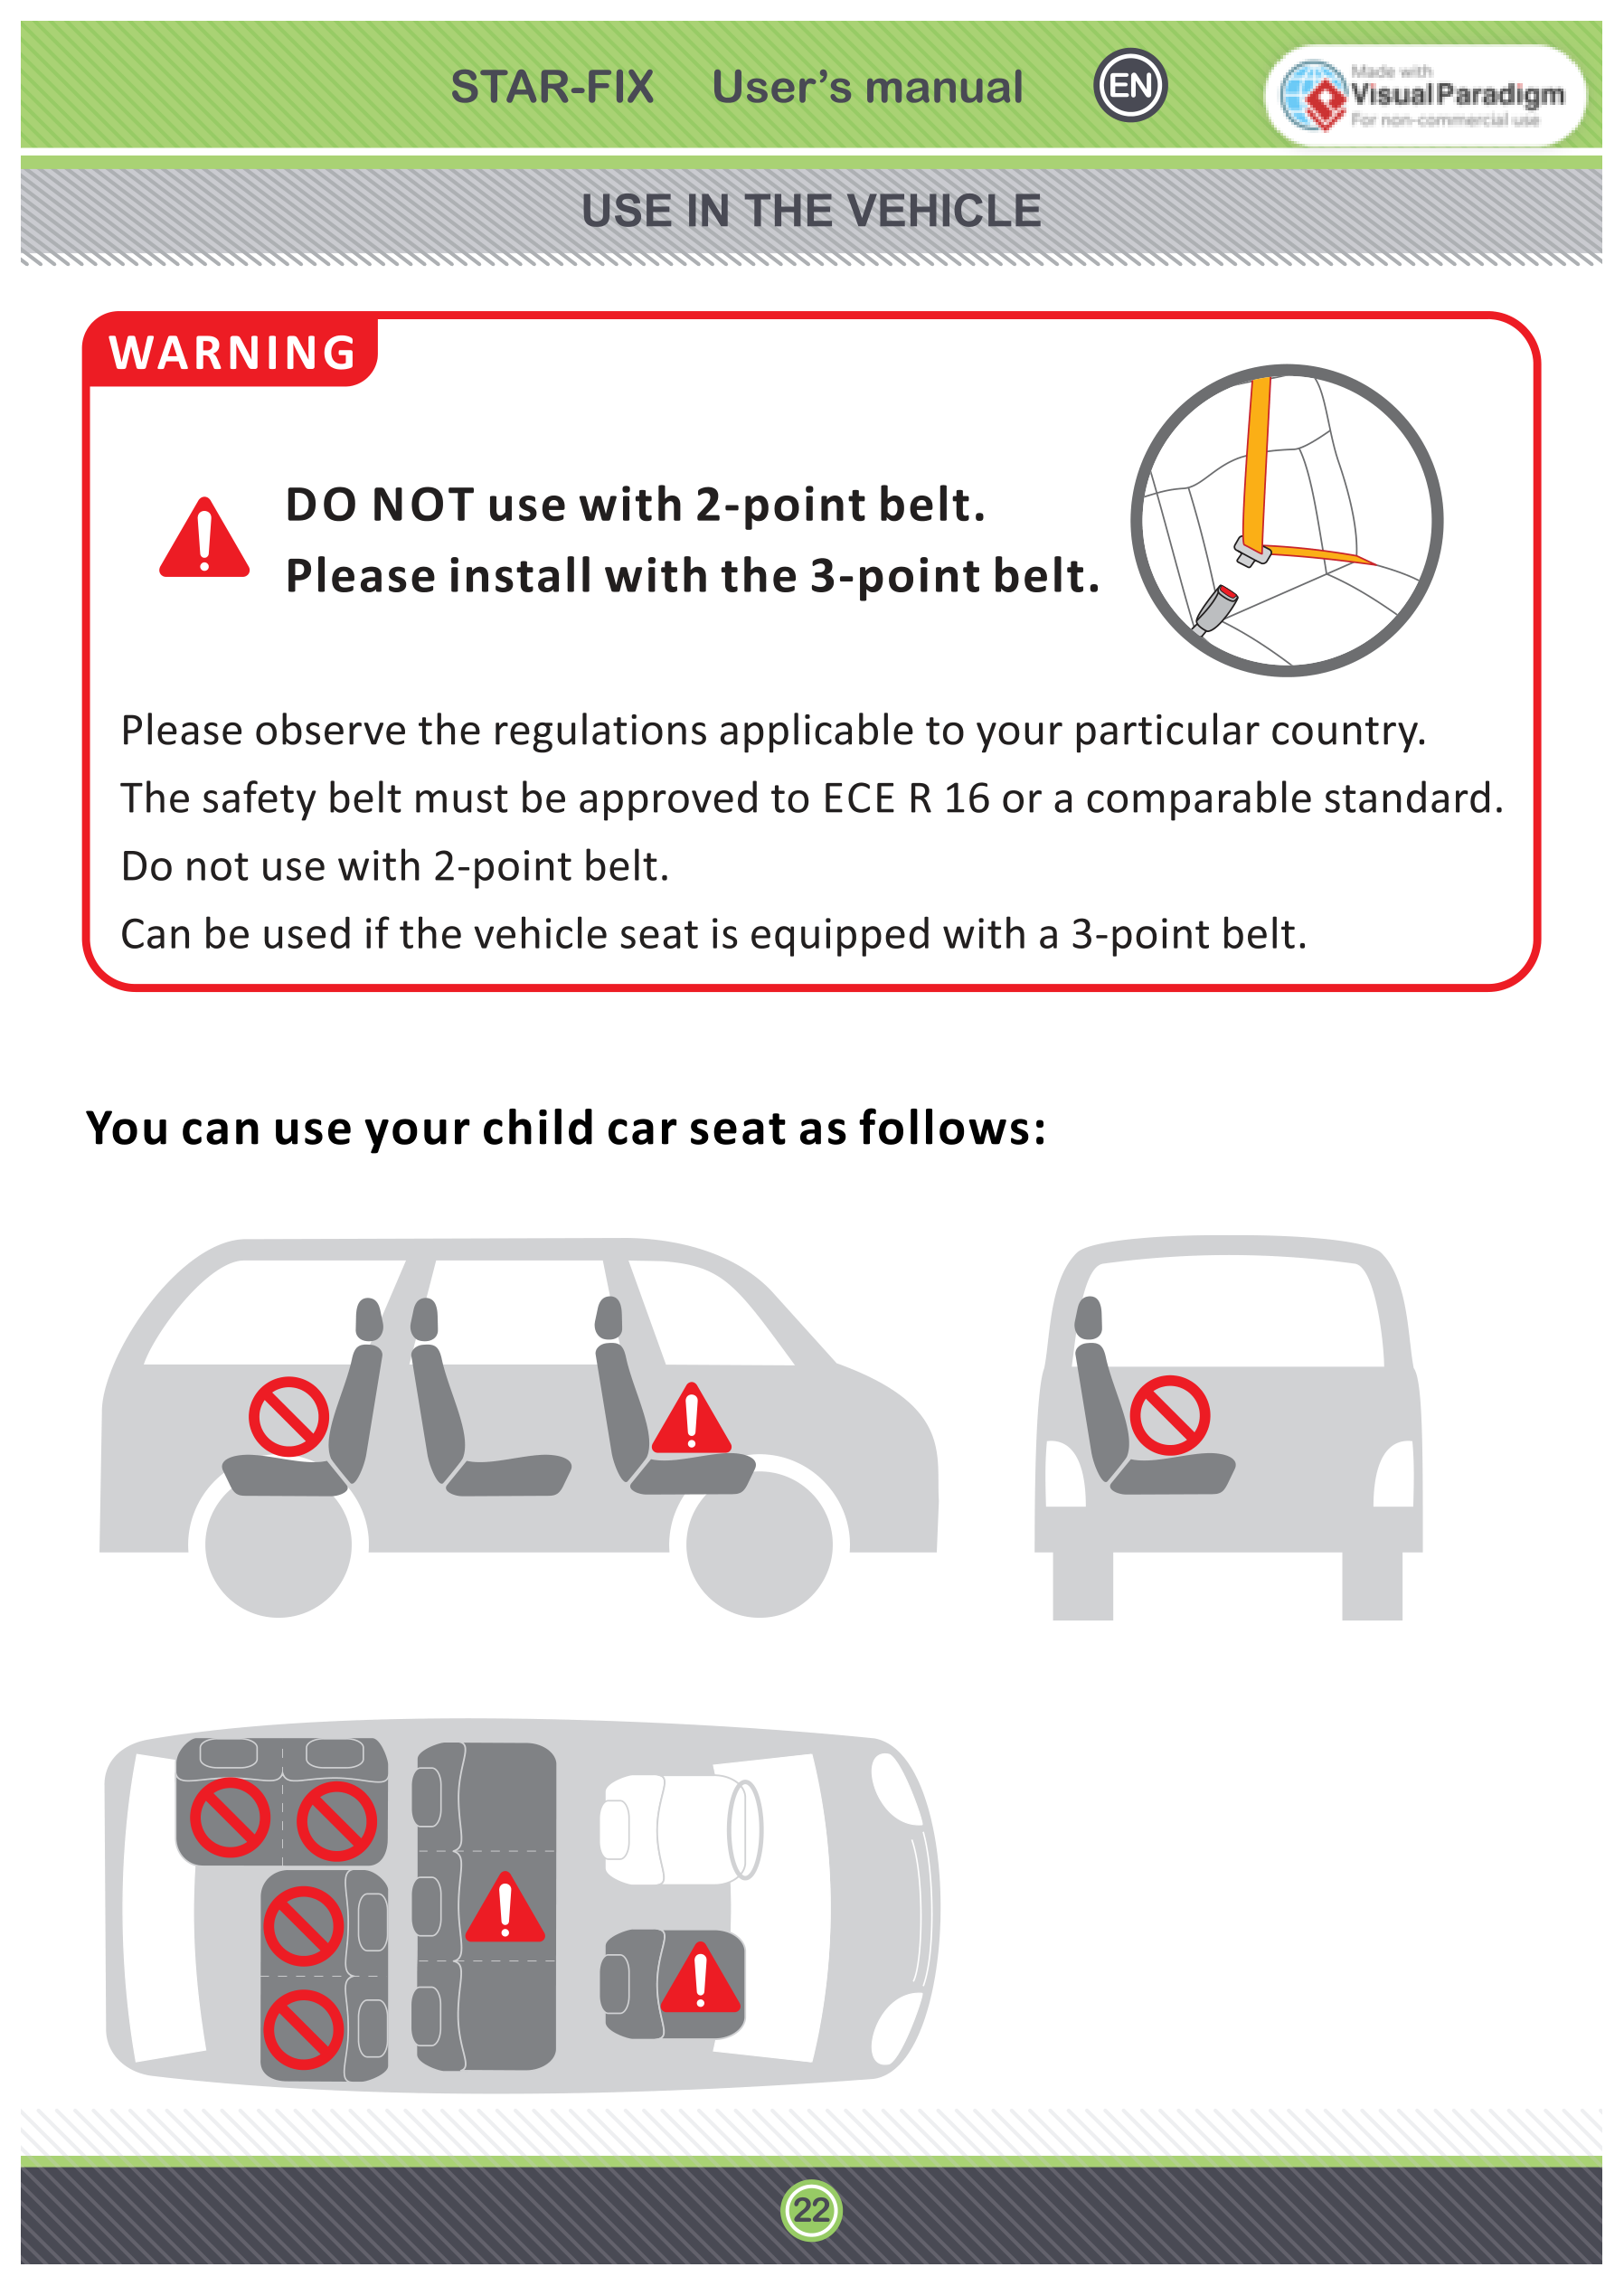 STAR-FIX User’s manual EN
Made with
VisualParadigm
For non-commercial use
USE IN THE VEHICLE
WARNING
DO NOT use with 2-point belt.
Please install with the 3-point belt.
Please observe the regulations applicable to your particular country.
The safety belt must be approved to ECE R 16 or a comparable standard.
Do not use with 2-point belt.
Can be used if the vehicle seat is equipped with a 3-point belt.
You can use your child car seat as follows:
22